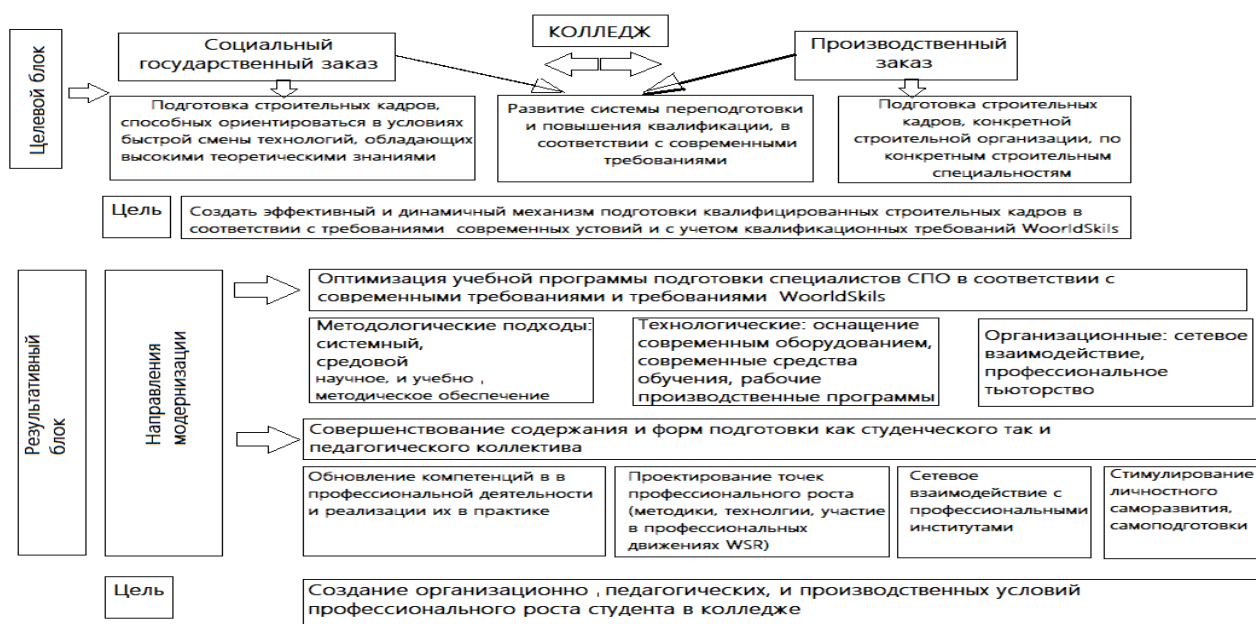 КОЛЛЕДЖ
Социальный
государственный заказ
Производственный
заказ
Целевой блок
Подготовка строительных кадров,
способных ориентироваться в условиях
быстрой смены технологий, обладающих
высокими теоретическими знаниями
Развитие системы переподготовки
и повышения квалификации, в
соответствии с современными
требованиями
Подготовка строительных
кадров, конкретной
строительной организации, по
конкретным строительным
специальностям
Цель
Создать эффективный и динамичный механизм подготовки квалифицированных строительных кадров в
соответствии с требованиями современных условий и с учетом квалификационных требований WoorldSkils
Результативный
блок
Направления
модернизации
Оптимизация учебной программы подготовки специалистов СПО в соответствии с
современными требованиями и требованиями WoorldSkils
Методологические подходы:
системный,
средовой
научное, и учебно ,
методическое обеспечение
Технологические: оснащение
современным оборудованием,
современные средства
обучения, рабочие
производственные программы
Организационные: сетевое
взаимодействие,
профессиональное
тьюторство
Совершенствование содержания и форм подготовки как студенческого так и
педагогического коллектива
Обновление компетенций в в
профессиональной деятельности
и реализации их в практике
Проектирование точек
профессионального роста
(методики, технолгии, участие
в профессиональных
движениях WSR)
Сетевое
взаимодействие с
профессиональными
институтами
Стимулирование
личностного
саморазвития,
самоподготовки
Цель
Создание организационно , педагогических, и производственных условий
профессионального роста студента в колледже